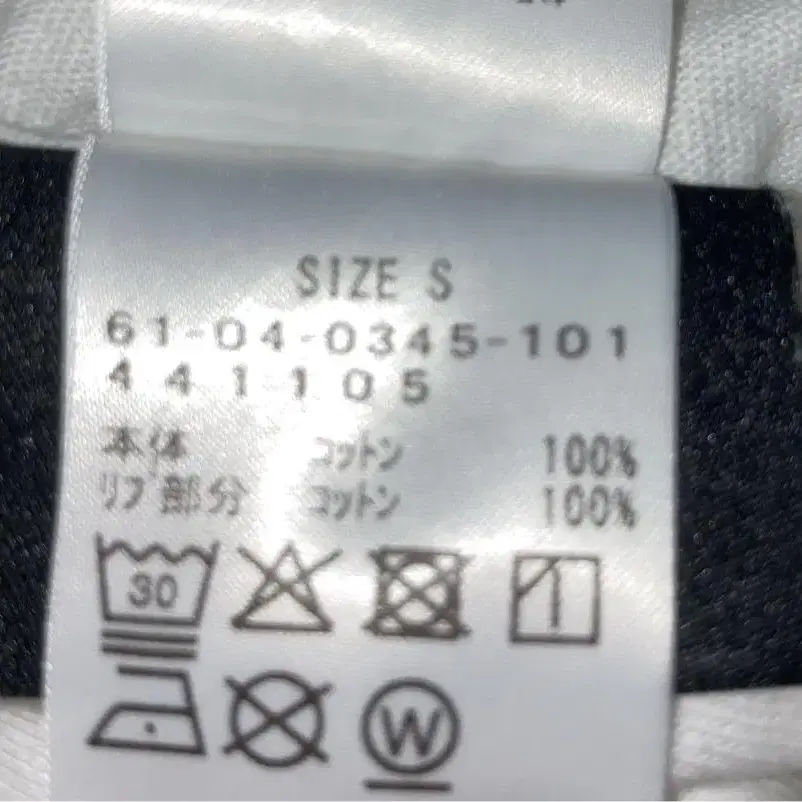 SIZE S
61-04-0345-101
441105
本体 コットン 100%
リブ部分 コットン 100%
30
W